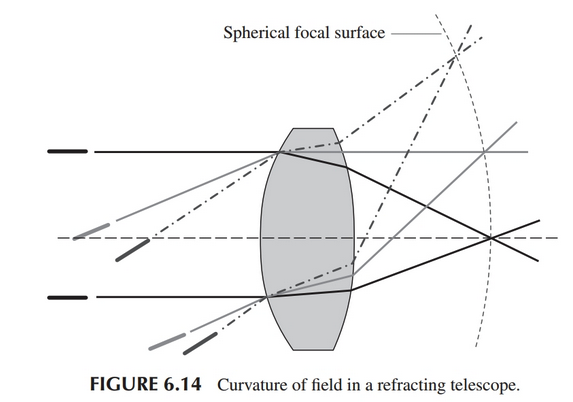 Spherical focal surface
FIGURE 6.14 Curvature of field in a refracting telescope.